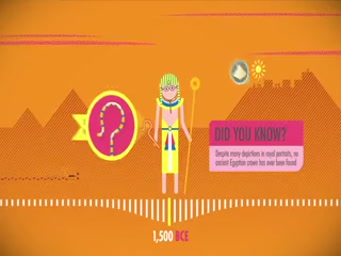 DID YOU KNOW?
Despite many depictions in royal portraits, no
ancient Egyptian crown has ever been found
1,500 BCE